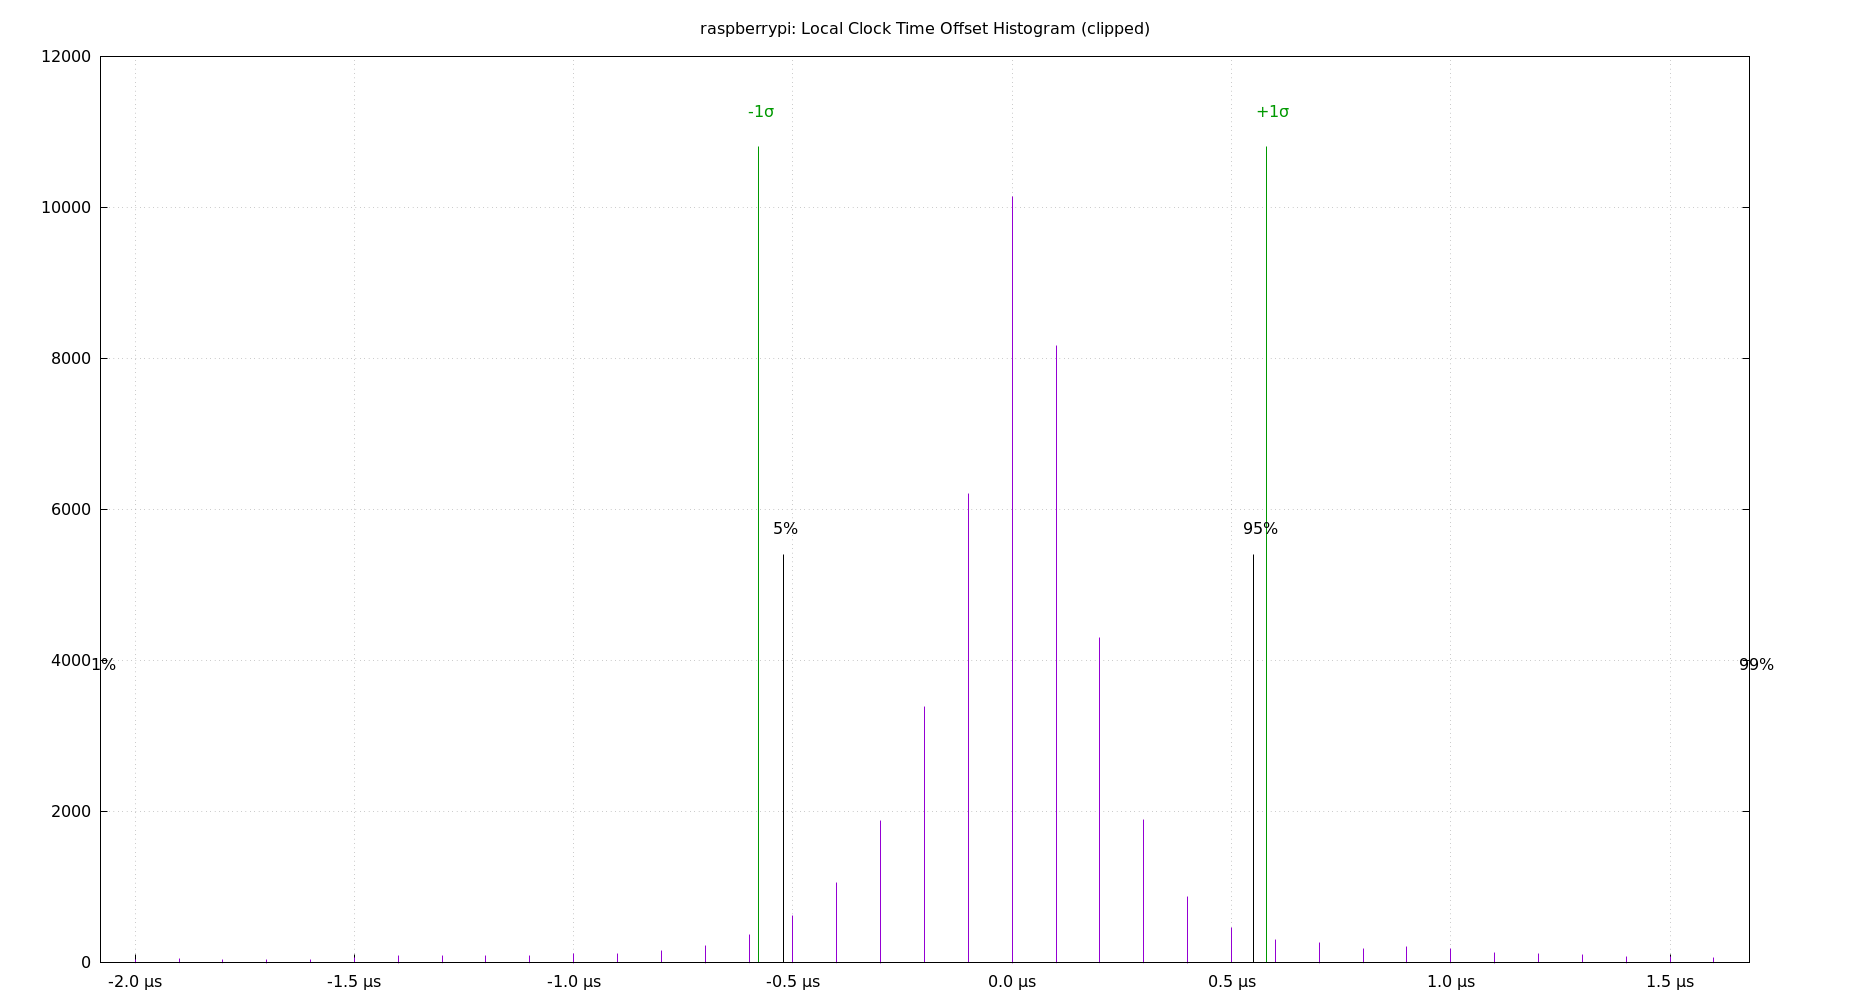 raspberrypi: Local Clock Time Offset Histogram (clipped)
12000
-1σ +1σ
10000
8000
6000
5% 95%
4000 1% 99%
2000
0
-2.0 µs -1.5 µs -1.0 µs -0.5 µs 0.0 µs 0.5 µs 1.0 µs 1.5 µs